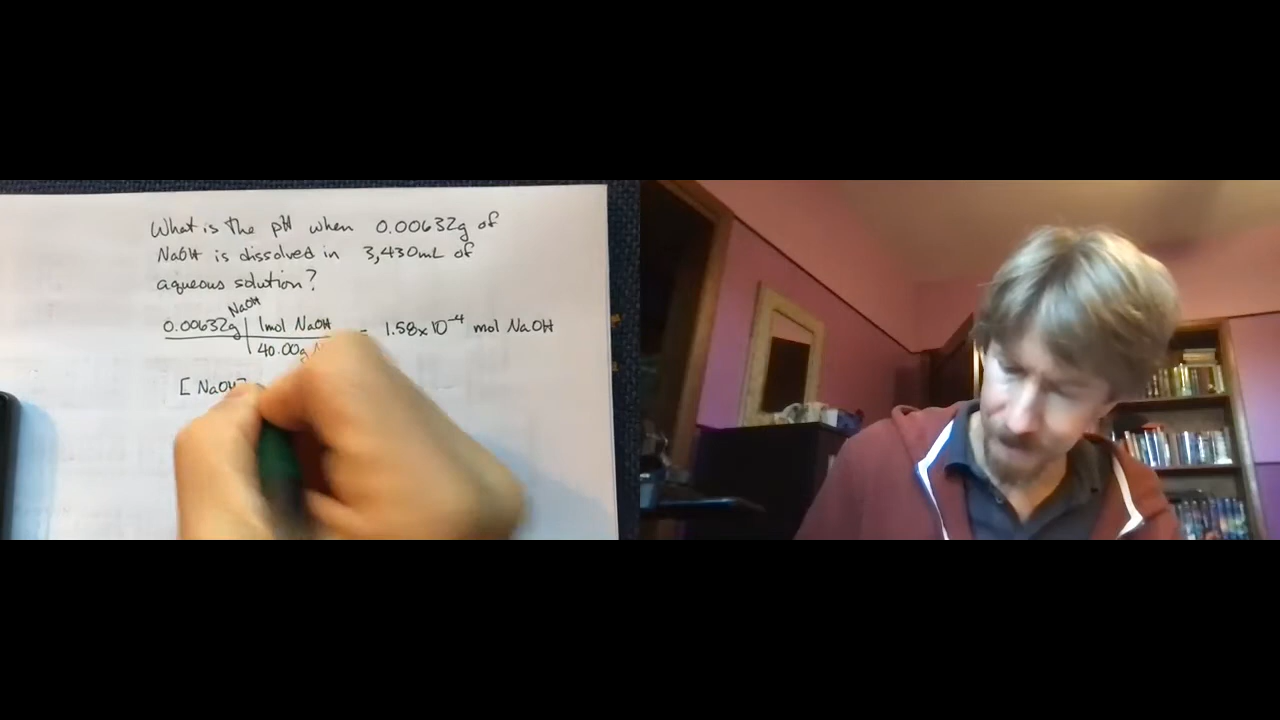 What is the pH when 0.00632g of
NaOH is dissolved in 3,430mL of
aqueous solution?
NaOH
0.00632g 1mol NaOH = 1.58x10⁻⁴ mol NaOH
40.00g
[NaOH]